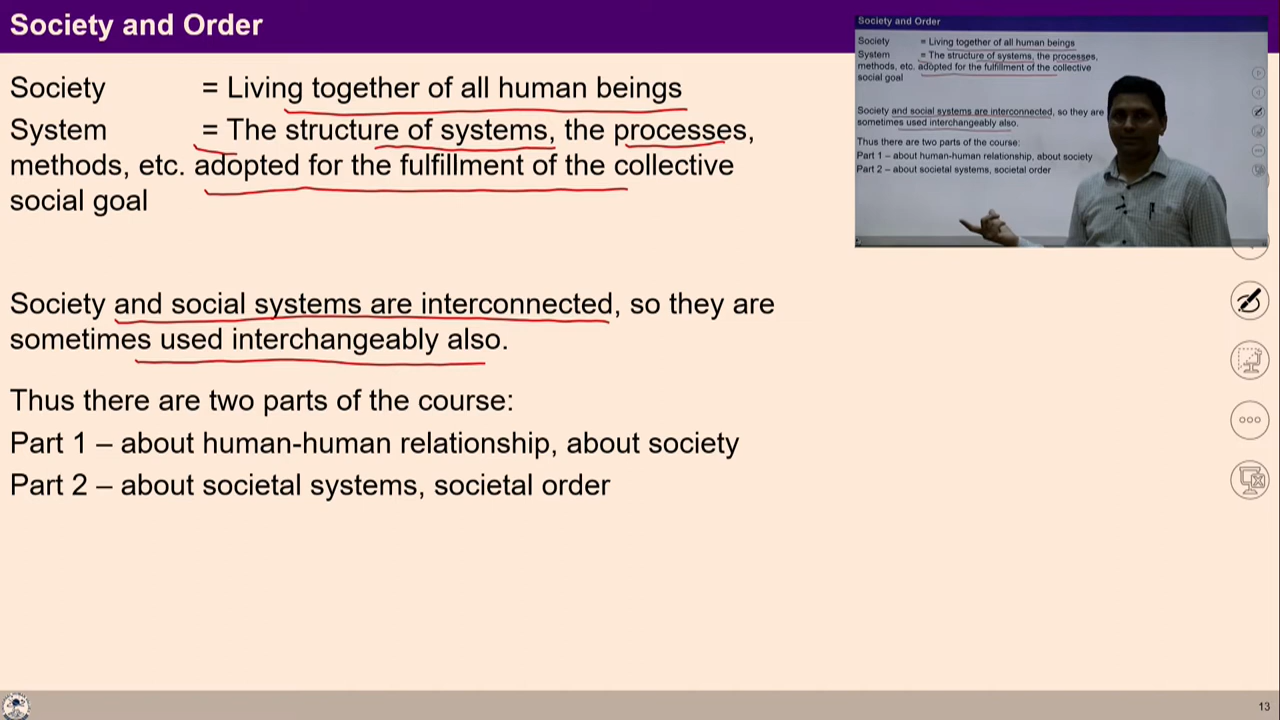 Society and Order
Society = Living together of all human beings
System = The structure of systems, the processes,
methods, etc. adopted for the fulfillment of the collective
social goal
Society and social systems are interconnected, so they are
sometimes used interchangeably also.
Thus there are two parts of the course:
Part 1 – about human-human relationship, about society
Part 2 – about societal systems, societal order
Society and Order
Society = Living together of all human beings
System = The structure of systems, the processes,
methods, etc. adopted for the fulfillment of the collective
social goal
Society and social systems are interconnected, so they are
sometimes used interchangeably also.
Thus there are two parts of the course:
Part 1 – about human-human relationship, about society
Part 2 – about societal systems, societal order
13